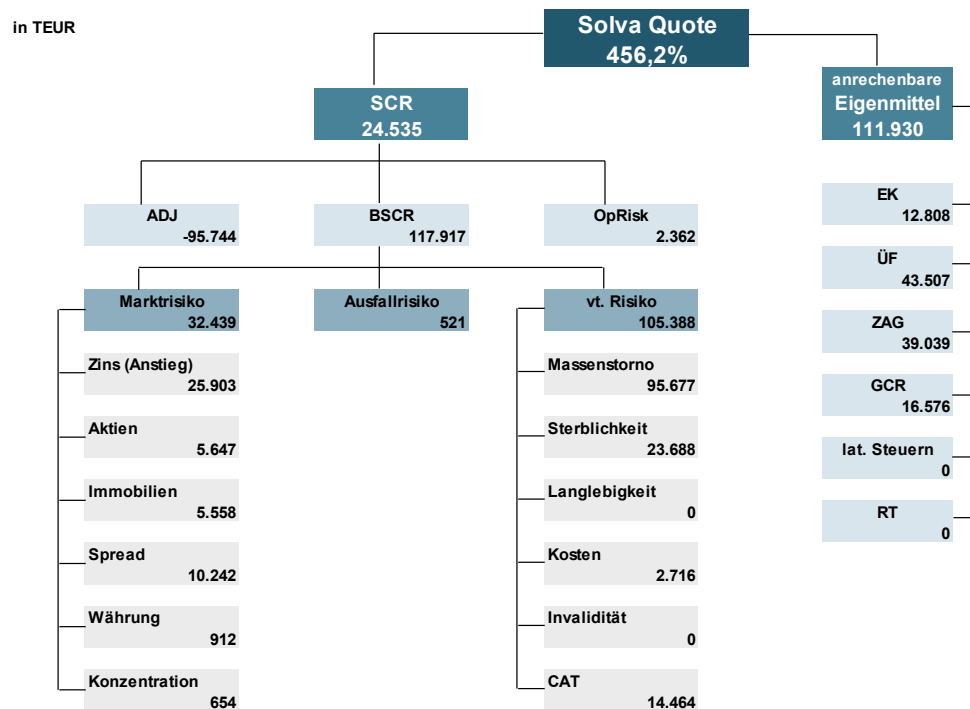 in TEUR
Solva Quote
456,2%
SCR
24.535
anrechenbare
Eigenmittel
111.930
ADJ
-95.744
BSCR
117.917
OpRisk
2.362
EK
12.808
ÜF
43.507
ZAG
39.039
GCR
16.576
lat. Steuern
0
RT
0
Marktrisiko
32.439
Ausfallrisiko
521
vt. Risiko
105.388
Zins (Anstieg)
25.903
Aktien
5.647
Immobilien
5.558
Spread
10.242
Währung
912
Konzentration
654
Massenstorno
95.677
Sterblichkeit
23.688
Langlebigkeit
0
Kosten
2.716
Invalidität
0
CAT
14.464